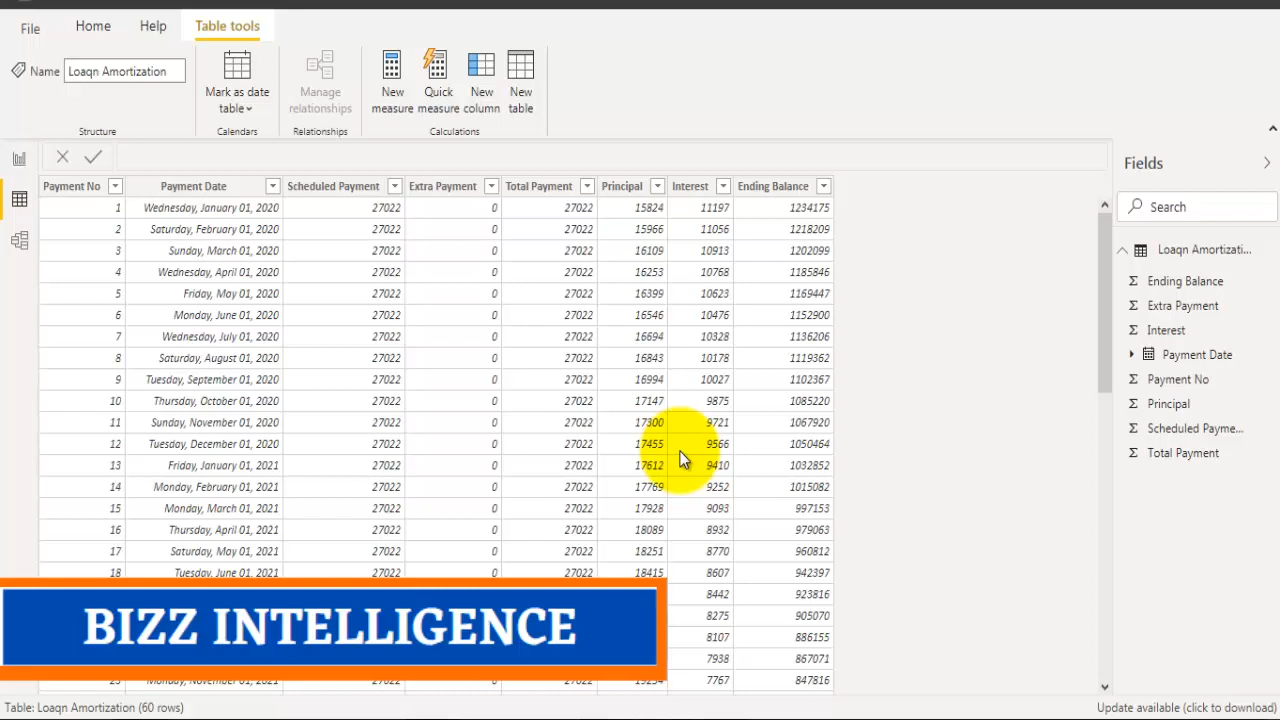 File Home Help Table tools
Name Loaqn Amortization
Mark as date table
Manage relationships
New measure
Quick measure
New column
New table
Structure Calendars Relationships Calculations
Payment No Payment Date Scheduled Payment Extra Payment Total Payment Principal Interest Ending Balance
1 Wednesday, January 01, 2020 27022 0 27022 15824 11197 1234175
2 Saturday, February 01, 2020 27022 0 27022 15966 11056 1218209
3 Sunday, March 01, 2020 27022 0 27022 16109 10913 1202099
4 Wednesday, April 01, 2020 27022 0 27022 16253 10768 1185846
5 Friday, May 01, 2020 27022 0 27022 16399 10623 1169447
6 Monday, June 01, 2020 27022 0 27022 16546 10476 1152900
7 Wednesday, July 01, 2020 27022 0 27022 16694 10328 1136206
8 Saturday, August 01, 2020 27022 0 27022 16843 10178 1119362
9 Tuesday, September 01, 2020 27022 0 27022 16994 10027 1102367
10 Thursday, October 01, 2020 27022 0 27022 17147 9875 1085220
11 Sunday, November 01, 2020 27022 0 27022 17300 9721 1067920
12 Tuesday, December 01, 2020 27022 0 27022 17455 9566 1050464
13 Friday, January 01, 2021 27022 0 27022 17612 9410 1032852
14 Monday, February 01, 2021 27022 0 27022 17769 9252 1015082
15 Monday, March 01, 2021 27022 0 27022 17928 9093 997153
16 Thursday, April 01, 2021 27022 0 27022 18089 8932 979063
17 Saturday, May 01, 2021 27022 0 27022 18251 8770 960812
18 Tuesday, June 01, 2021 27022 0 27022 18415 8607 942397
8442 923816
8275 905070
8107 886155
7938 867071
Monday, November 01, 2021 27022 0 27022 7767 847816
BIZZ INTELLIGENCE
Fields
Search
Loaqn Amortizati...
Ending Balance
Extra Payment
Interest
Payment Date
Payment No
Principal
Scheduled Payme...
Total Payment
Table: Loaqn Amortization (60 rows)
Update available (click to download)